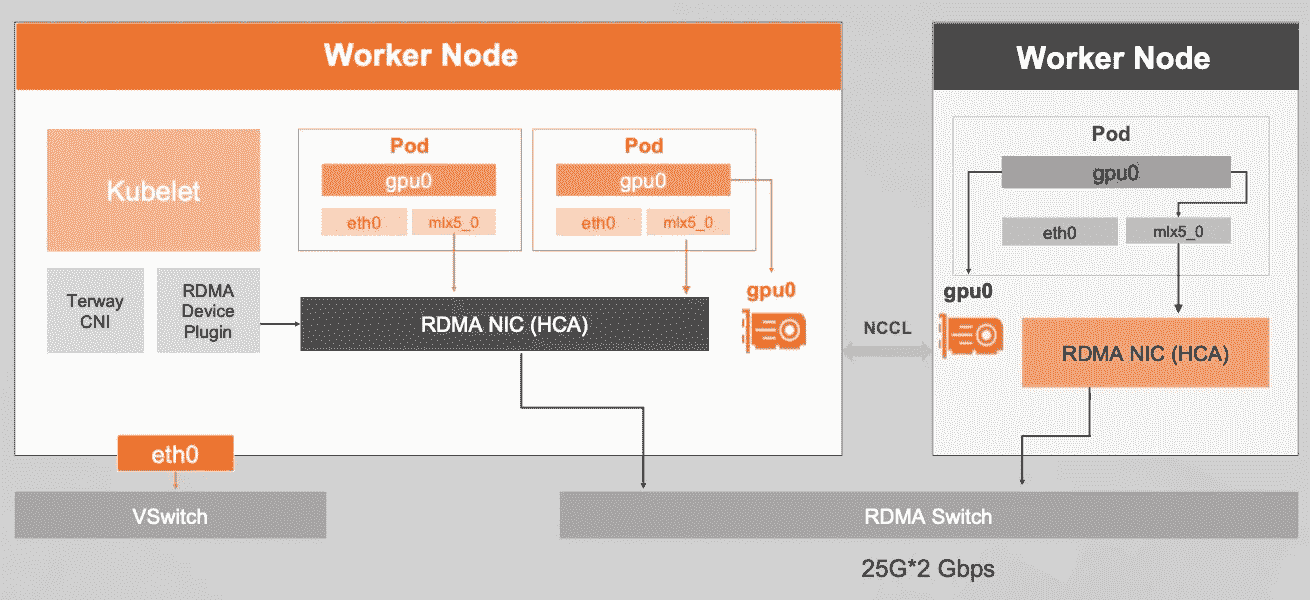 Worker Node
Kubelet
Terway
CNI
RDMA
Device
Plugin
Pod
gpu0
eth0
mlx5_0
Pod
gpu0
eth0
mlx5_0
RDMA NIC (HCA)
gpu0
eth0
VSwitch
NCCL
Worker Node
Pod
gpu0
eth0
mlx5_0
gpu0
RDMA NIC (HCA)
RDMA Switch
25G*2 Gbps